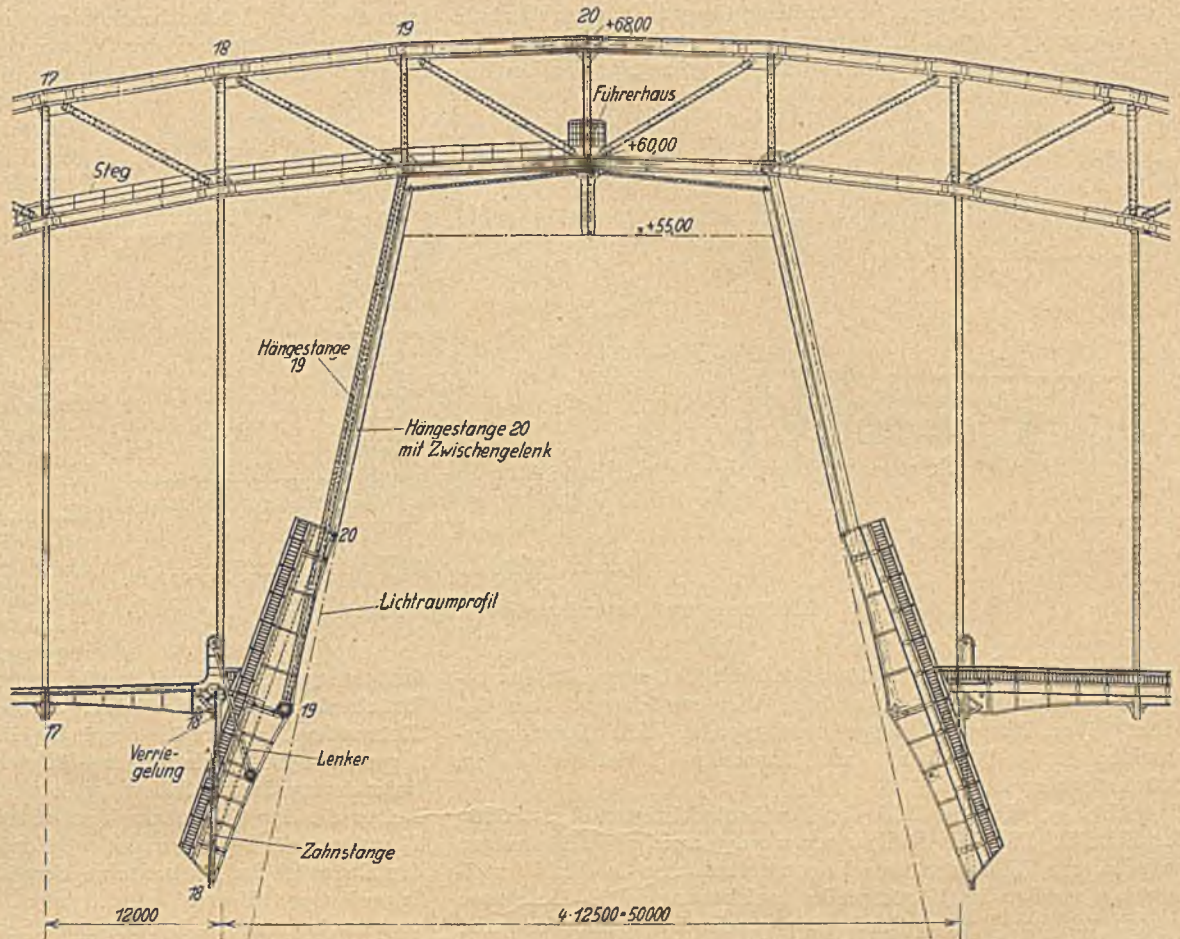 20
+68,00
19
18
17
Führerhaus
+60,00
Steg
+55,00
Hängestange
19
Hängestange 20
mit Zwischengelenk
20
Lichtraumprofil
19
18
17
Verrie-
gelung
Lenker
Zahnstange
18
12000
4·12500=50000